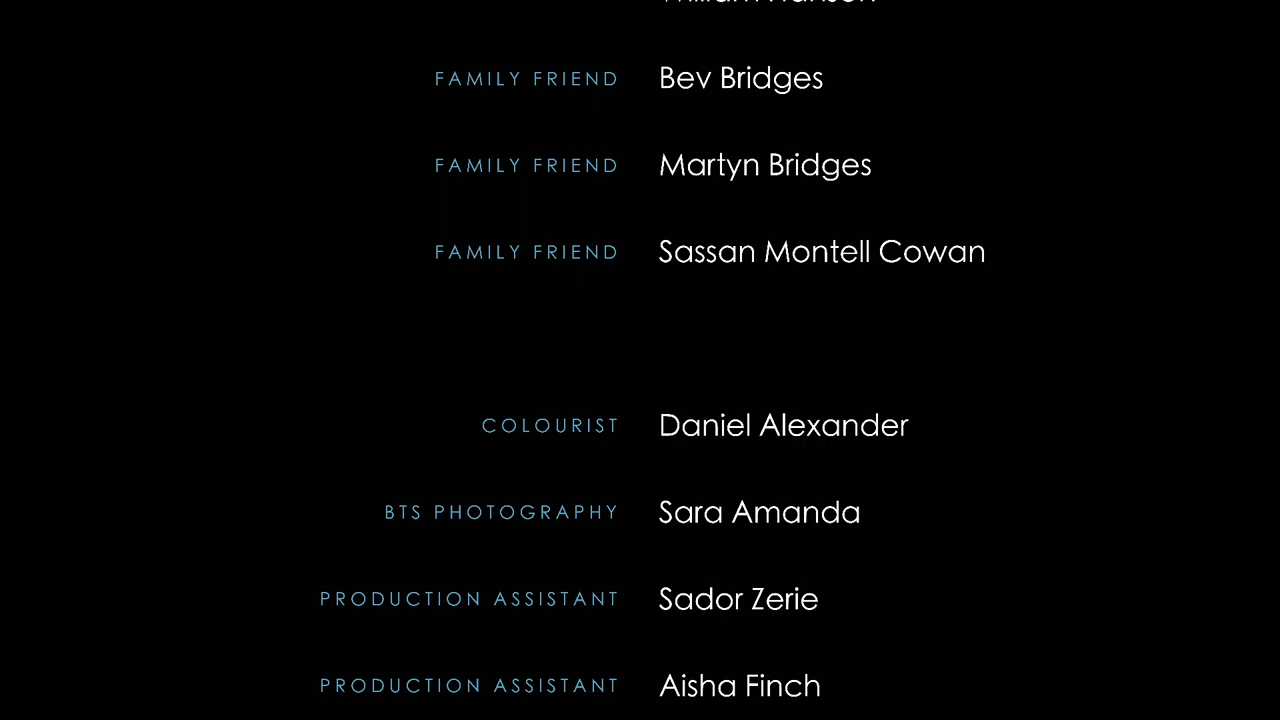 FAMILY FRIEND Bev Bridges
FAMILY FRIEND Martyn Bridges
FAMILY FRIEND Sassan Montell Cowan
COLOURIST Daniel Alexander
BTS PHOTOGRAPHY Sara Amanda
PRODUCTION ASSISTANT Sador Zerie
PRODUCTION ASSISTANT Aisha Finch